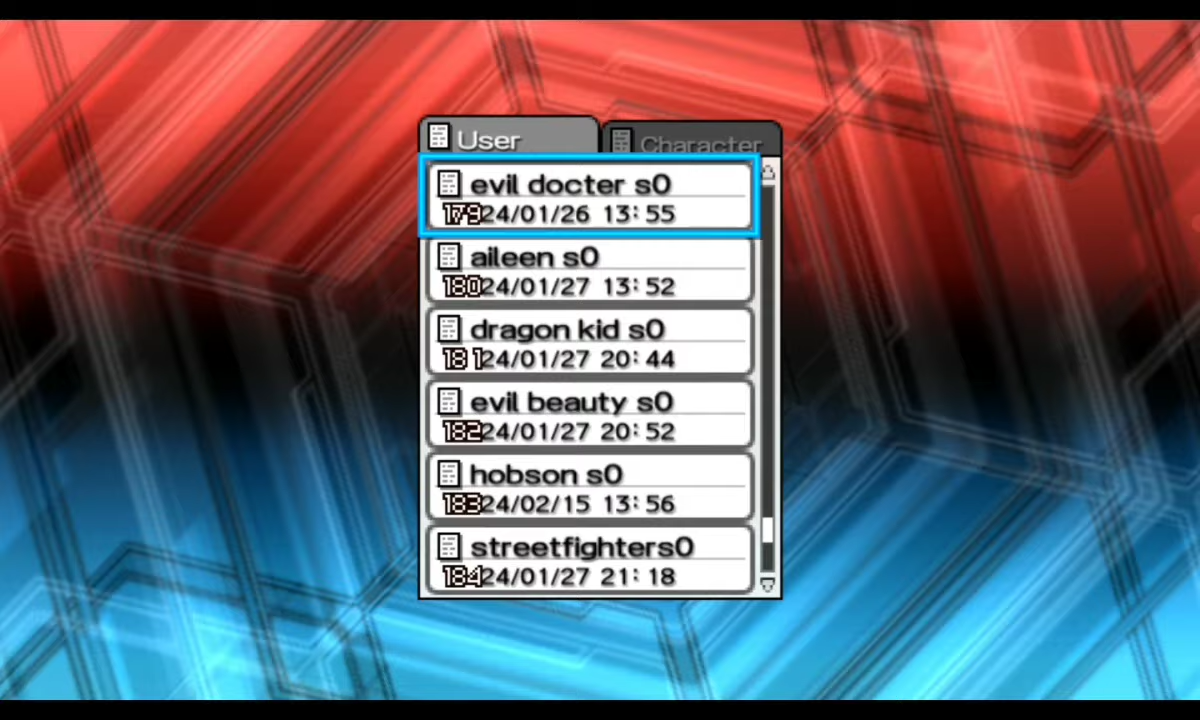 User
Character
evil docter s0
179 24/01/26 13:55
aileen s0
180 24/01/27 13:52
dragon kid s0
181 24/01/27 20:44
evil beauty s0
182 24/01/27 20:52
hobson s0
183 24/02/15 13:56
streetfighters0
184 24/01/27 21:18